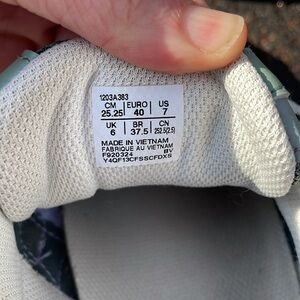 1203A383
CM EURO US
25.25 40 7
UK BR CN
6 37.5 252.5(2.5)
MADE IN VIETNAM
FABRIQUE AU VIETNAM
F920324 BV
Y4QF13CFSSCFDXS